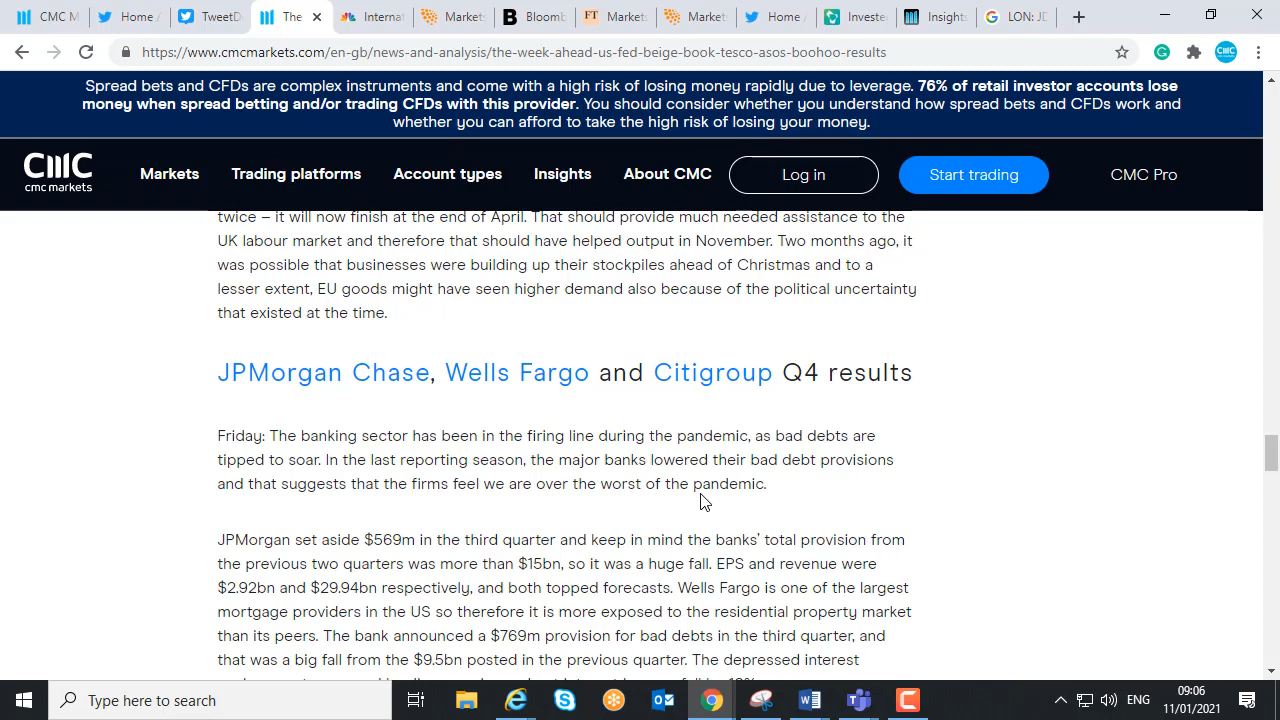 CMC M
Home /
TweetD
The
Interna
Markets
Bloomb
Markets
Markets
Home /
Investe
Insights
LON: JD
https://www.cmcmarkets.com/en-gb/news-and-analysis/the-week-ahead-us-fed-beige-book-tesco-asos-boohoo-results
Spread bets and CFDs are complex instruments and come with a high risk of losing money rapidly due to leverage. 76% of retail investor accounts lose
money when spread betting and/or trading CFDs with this provider. You should consider whether you understand how spread bets and CFDs work and
whether you can afford to take the high risk of losing your money.
cmc markets
Markets
Trading platforms
Account types
Insights
About CMC
Log in
Start trading
CMC Pro
twice – it will now finish at the end of April. That should provide much needed assistance to the
UK labour market and therefore that should have helped output in November. Two months ago, it
was possible that businesses were building up their stockpiles ahead of Christmas and to a
lesser extent, EU goods might have seen higher demand also because of the political uncertainty
that existed at the time.
JPMorgan Chase, Wells Fargo and Citigroup Q4 results
Friday: The banking sector has been in the firing line during the pandemic, as bad debts are
tipped to soar. In the last reporting season, the major banks lowered their bad debt provisions
and that suggests that the firms feel we are over the worst of the pandemic.
JPMorgan set aside $569m in the third quarter and keep in mind the banks' total provision from
the previous two quarters was more than $15bn, so it was a huge fall. EPS and revenue were
$2.92bn and $29.94bn respectively, and both topped forecasts. Wells Fargo is one of the largest
mortgage providers in the US so therefore it is more exposed to the residential property market
than its peers. The bank announced a $769m provision for bad debts in the third quarter, and
that was a big fall from the $9.5bn posted in the previous quarter. The depressed interest
Type here to search
ENG
09:06
11/01/2021